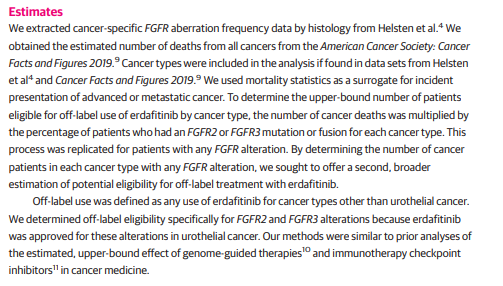 Estimates
We extracted cancer-specific FGFR aberration frequency data by histology from Helsten et al.4 We
obtained the estimated number of deaths from all cancers from the American Cancer Society: Cancer
Facts and Figures 2019.9 Cancer types were included in the analysis if found in data sets from Helsten
et al4 and Cancer Facts and Figures 2019.9 We used mortality statistics as a surrogate for incident
presentation of advanced or metastatic cancer. To determine the upper-bound number of patients
eligible for off-label use of erdafitinib by cancer type, the number of cancer deaths was multiplied by
the percentage of patients who had an FGFR2 or FGFR3 mutation or fusion for each cancer type. This
process was replicated for patients with any FGFR alteration. By determining the number of cancer
patients in each cancer type with any FGFR alteration, we sought to offer a second, broader
estimation of potential eligibility for off-label treatment with erdafitinib.
Off-label use was defined as any use of erdafitinib for cancer types other than urothelial cancer.
We determined off-label eligibility specifically for FGFR2 and FGFR3 alterations because erdafitinib
was approved for these alterations in urothelial cancer. Our methods were similar to prior analyses of
the estimated, upper-bound effect of genome-guided therapies10 and immunotherapy checkpoint
inhibitors11 in cancer medicine.